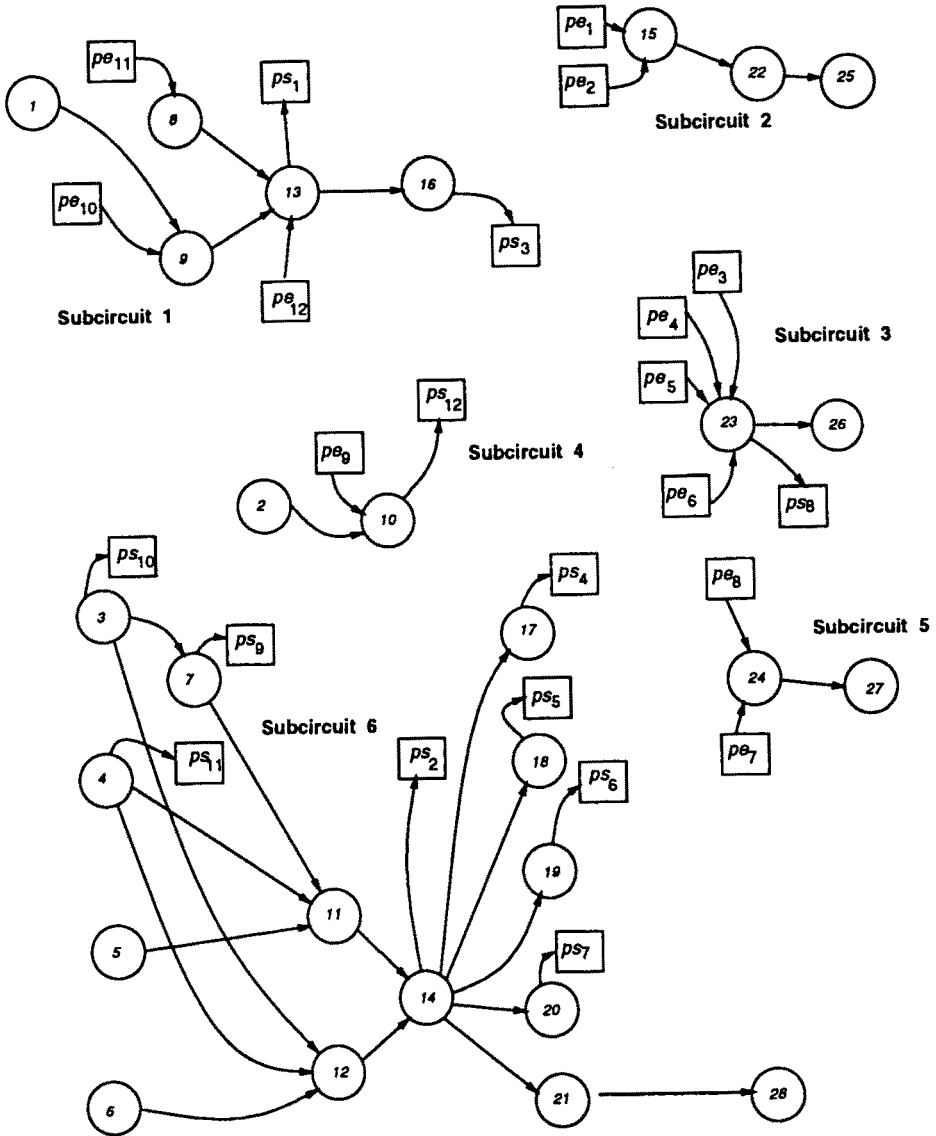 pe1
15
pe2
22
25
Subcircuit 2
pe11
ps1
1
8
13
16
pe10
9
ps3
pe12
Subcircuit 1
pe3
pe4
Subcircuit 3
pe5
23
26
pe6
ps8
ps12
pe9
Subcircuit 4
2
10
ps10
3
7
ps9
Subcircuit 6
4
ps11
5
6
11
12
14
ps2
17
ps4
18
ps5
19
ps6
20
ps7
21
28
pe8
Subcircuit 5
24
27
pe7